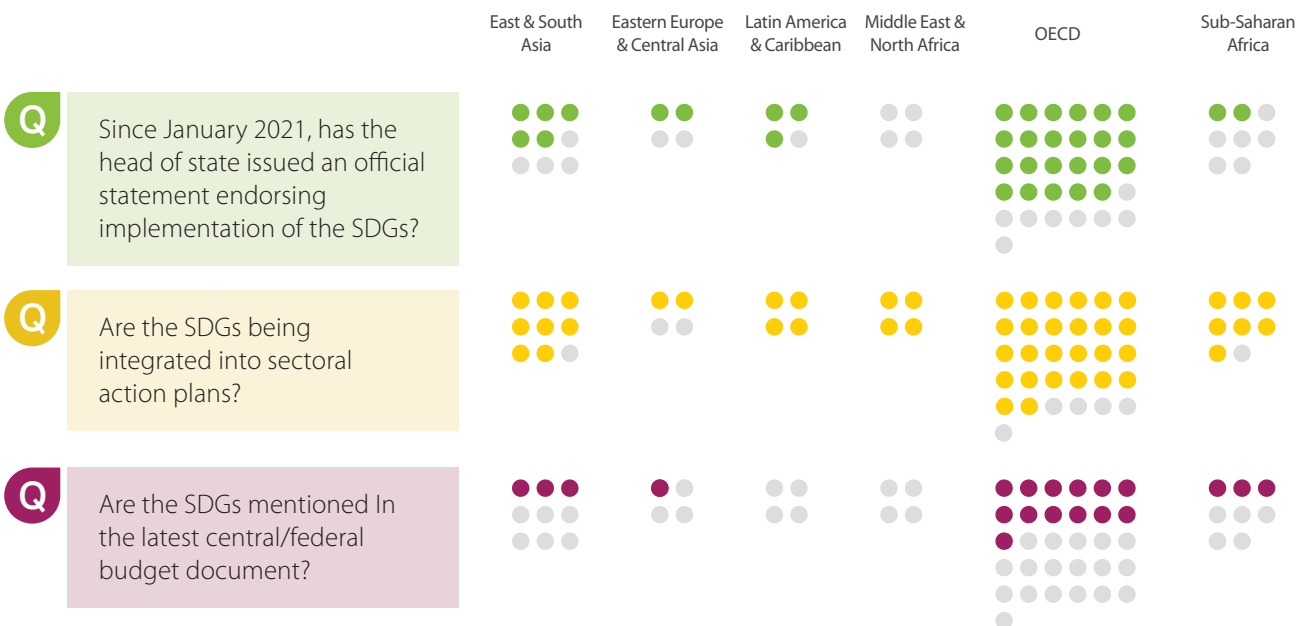 East & South
Asia
Eastern Europe
& Central Asia
Latin America
& Caribbean
Middle East &
North Africa
OECD
Sub-Saharan
Africa
Q
Since January 2021, has the
head of state issued an official
statement endorsing
implementation of the SDGs?
Q
Are the SDGs being
integrated into sectoral
action plans?
Q
Are the SDGs mentioned In
the latest central/federal
budget document?